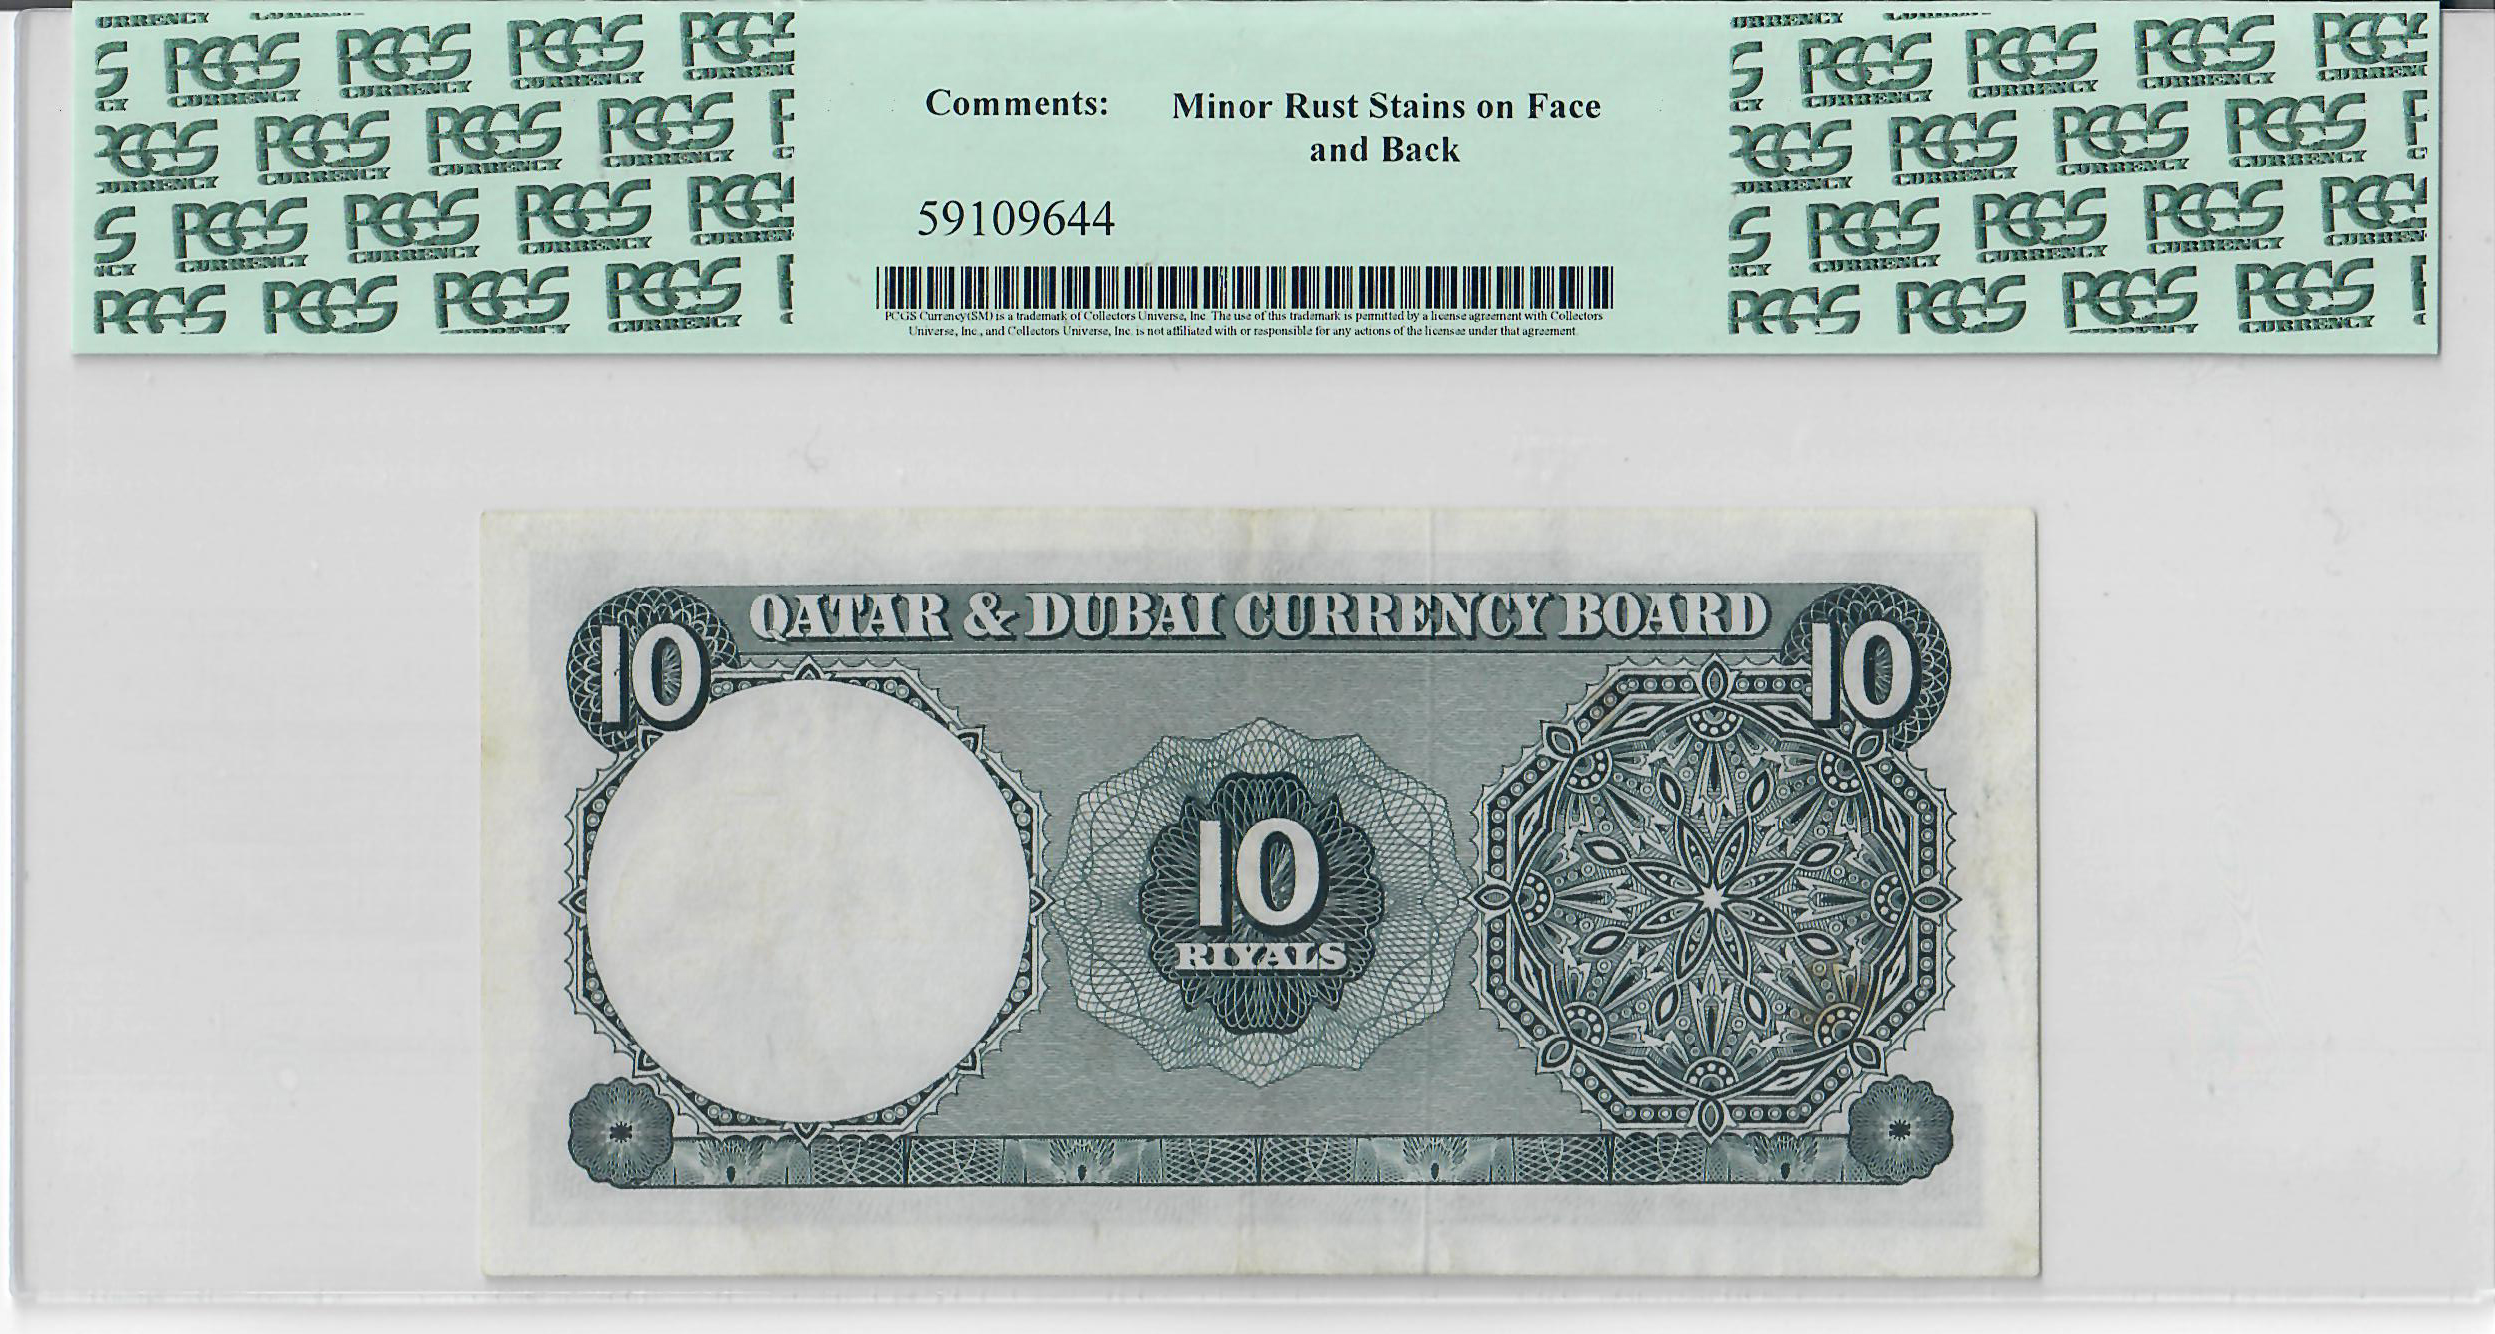 Comments: Minor Rust Stains on Face
and Back
59109644
PCGS Currency(SM) is a trademark of Collectors Universe, Inc. The use of this trademark is permitted by a license agreement with Collectors
Universe, Inc., and Collectors Universe, Inc. is not affiliated with or responsible for any actions of the licensee under that agreement.
PCGS CURRENCY
QATAR & DUBAI CURRENCY BOARD
10
10
10
RIYALS